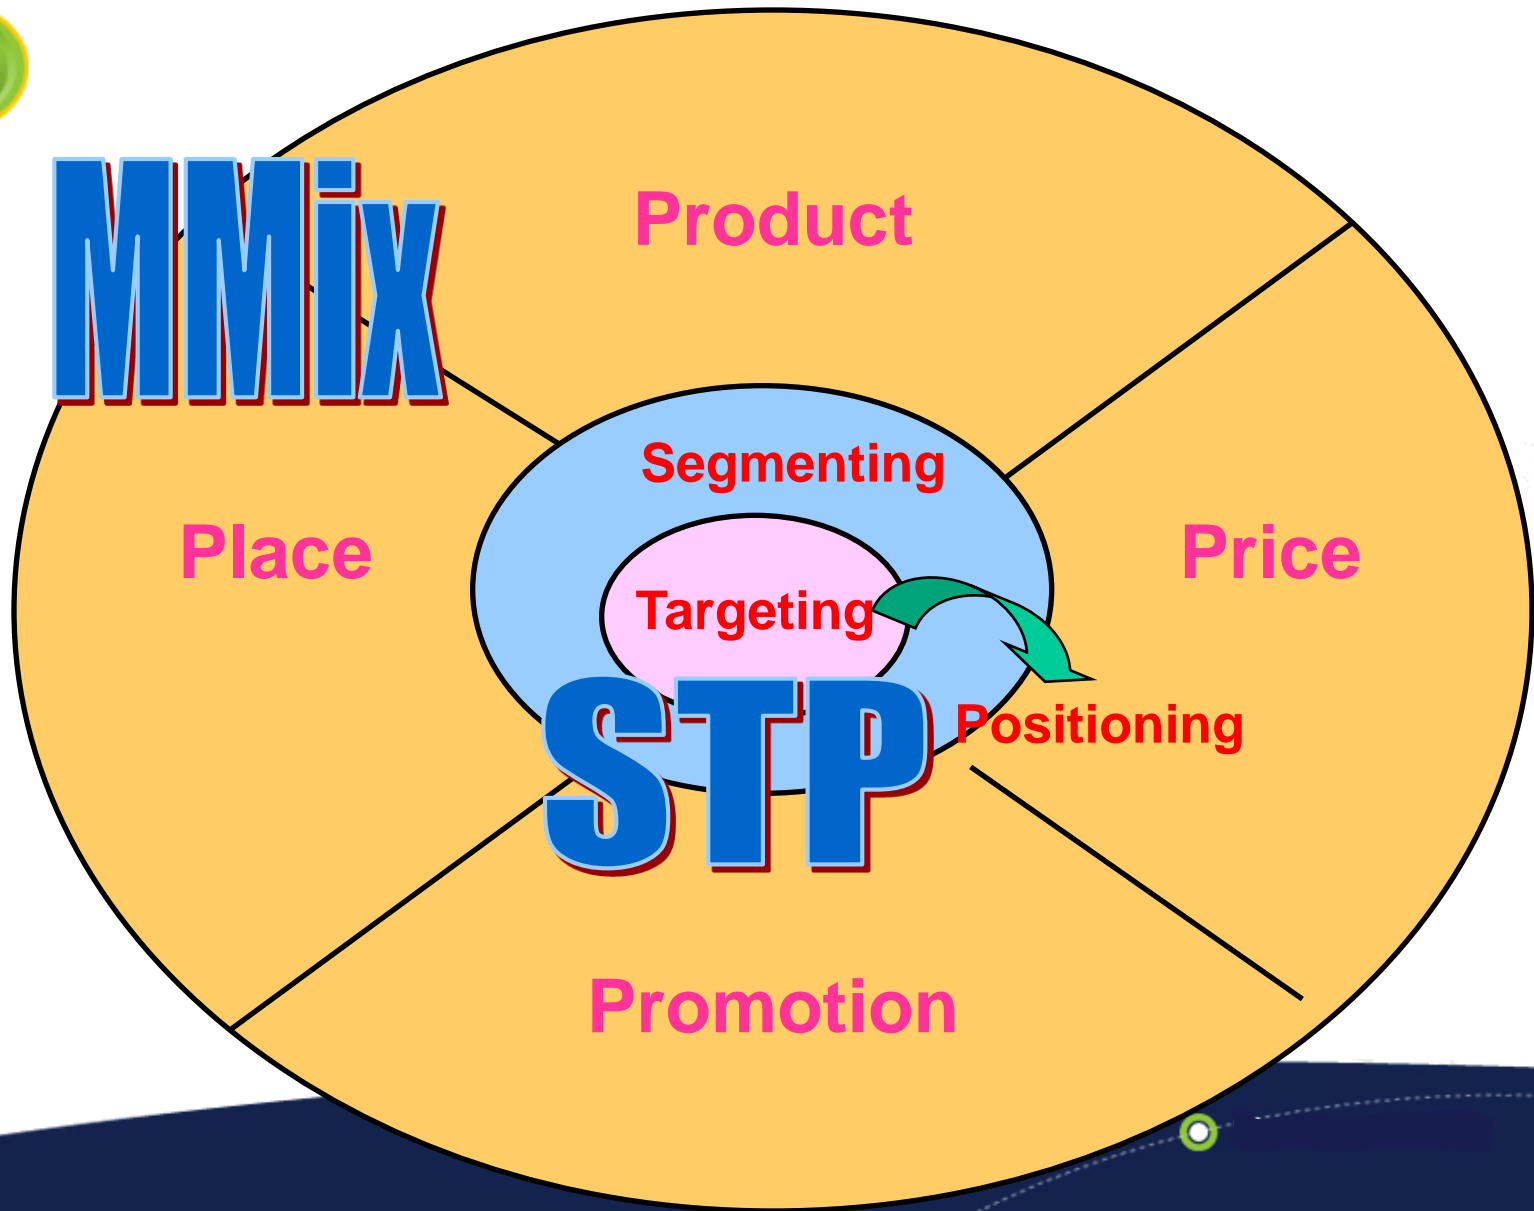 MMix
Product
Segmenting
Place
Price
Targeting
STP
Positioning
Promotion